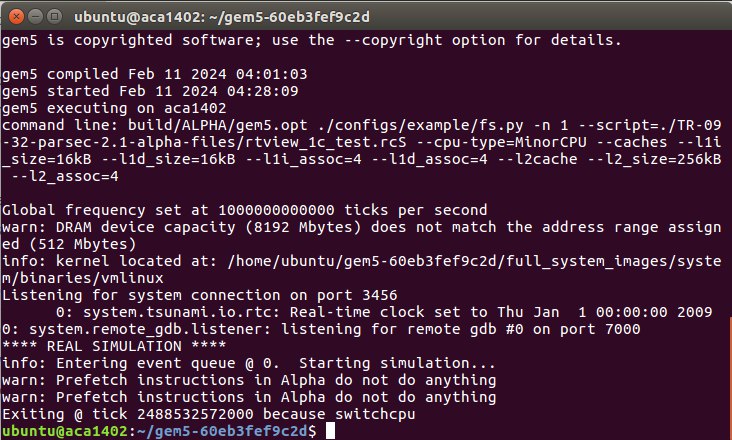 ubuntu@aca1402: ~/gem5-60eb3fef9c2d
gem5 is copyrighted software; use the --copyright option for details.
gem5 compiled Feb 11 2024 04:01:03
gem5 started Feb 11 2024 04:28:09
gem5 executing on aca1402
command line: build/ALPHA/gem5.opt ./configs/example/fs.py -n 1 --script=./TR-09
-32-parsec-2.1-alpha-files/rtview_1c_test.rcS --cpu-type=MinorCPU --caches --l1i
_size=16kB --l1d_size=16kB --l1i_assoc=4 --l1d_assoc=4 --l2cache --l2_size=256kB
 --l2_assoc=4
Global frequency set at 1000000000000 ticks per second
warn: DRAM device capacity (8192 Mbytes) does not match the address range assign
ed (512 Mbytes)
info: kernel located at: /home/ubuntu/gem5-60eb3fef9c2d/full_system_images/syste
m/binaries/vmlinux
Listening for system connection on port 3456
      0: system.tsunami.io.rtc: Real-time clock set to Thu Jan  1 00:00:00 2009
0: system.remote_gdb.listener: listening for remote gdb #0 on port 7000
**** REAL SIMULATION ****
info: Entering event queue @ 0.  Starting simulation...
warn: Prefetch instructions in Alpha do not do anything
warn: Prefetch instructions in Alpha do not do anything
Exiting @ tick 2488532572000 because switchcpu
ubuntu@aca1402:~/gem5-60eb3fef9c2d$